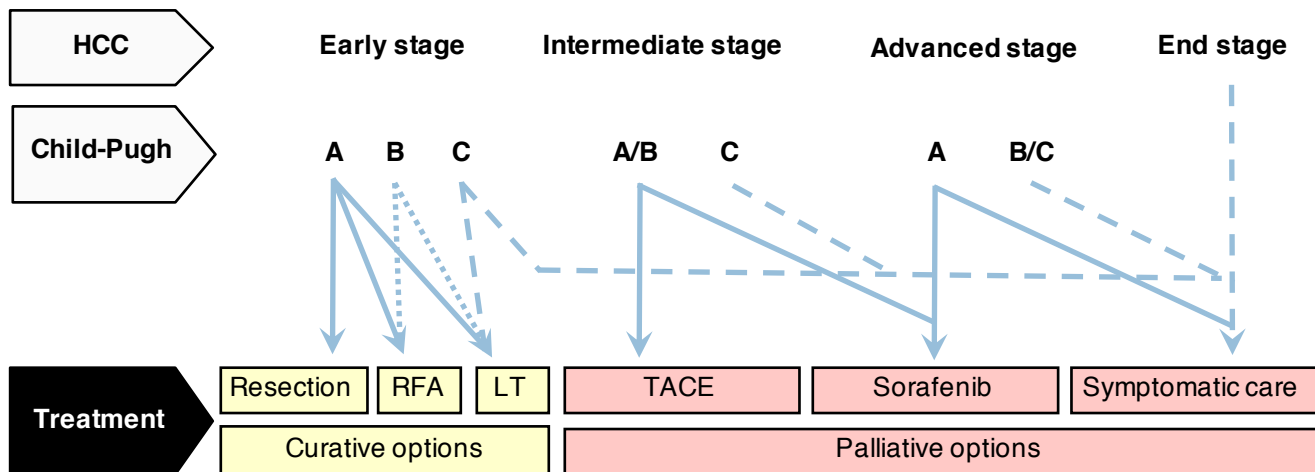 HCC
Early stage
Intermediate stage
Advanced stage
End stage
Child-Pugh
A
B
C
A/B
C
A
B/C
Treatment
Resection
RFA
LT
TACE
Sorafenib
Symptomatic care
Curative options
Palliative options